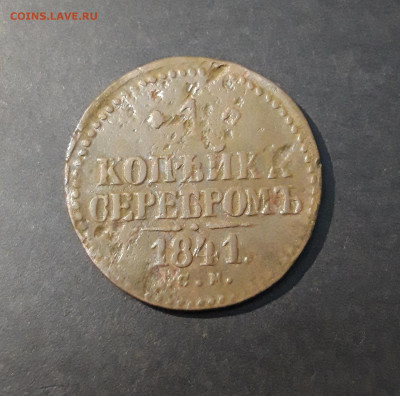 COINS.LAVE.RU
1
КОПѢЙКА
СЕРЕБРОМЪ
1841.
С.М.